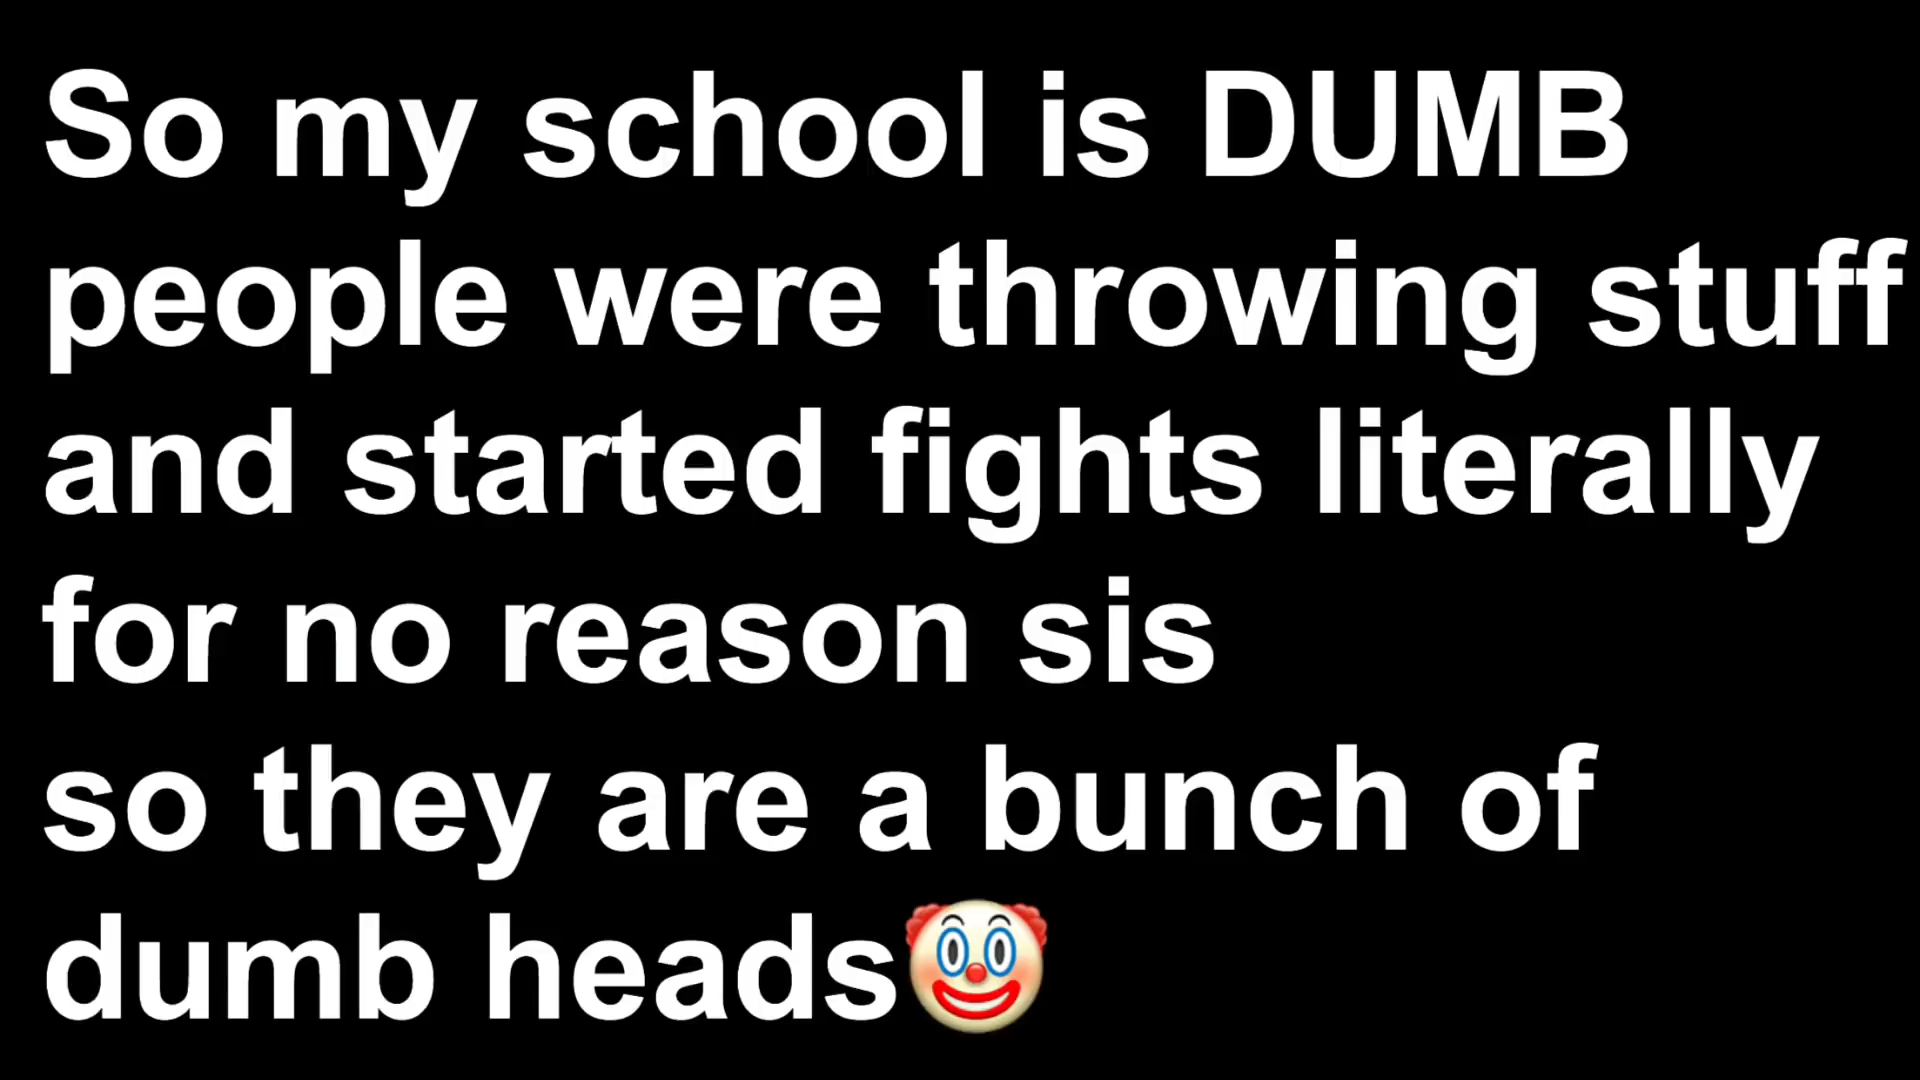 So my school is DUMB
people were throwing stuff
and started fights literally
for no reason sis
so they are a bunch of
dumb heads🤡